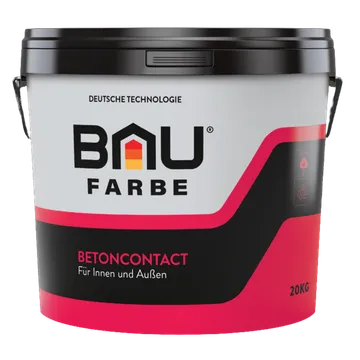 DEUTSCHE TECHNOLOGIE
BAU®
FARBE
BETONCONTACT
Für Innen und Außen
20KG